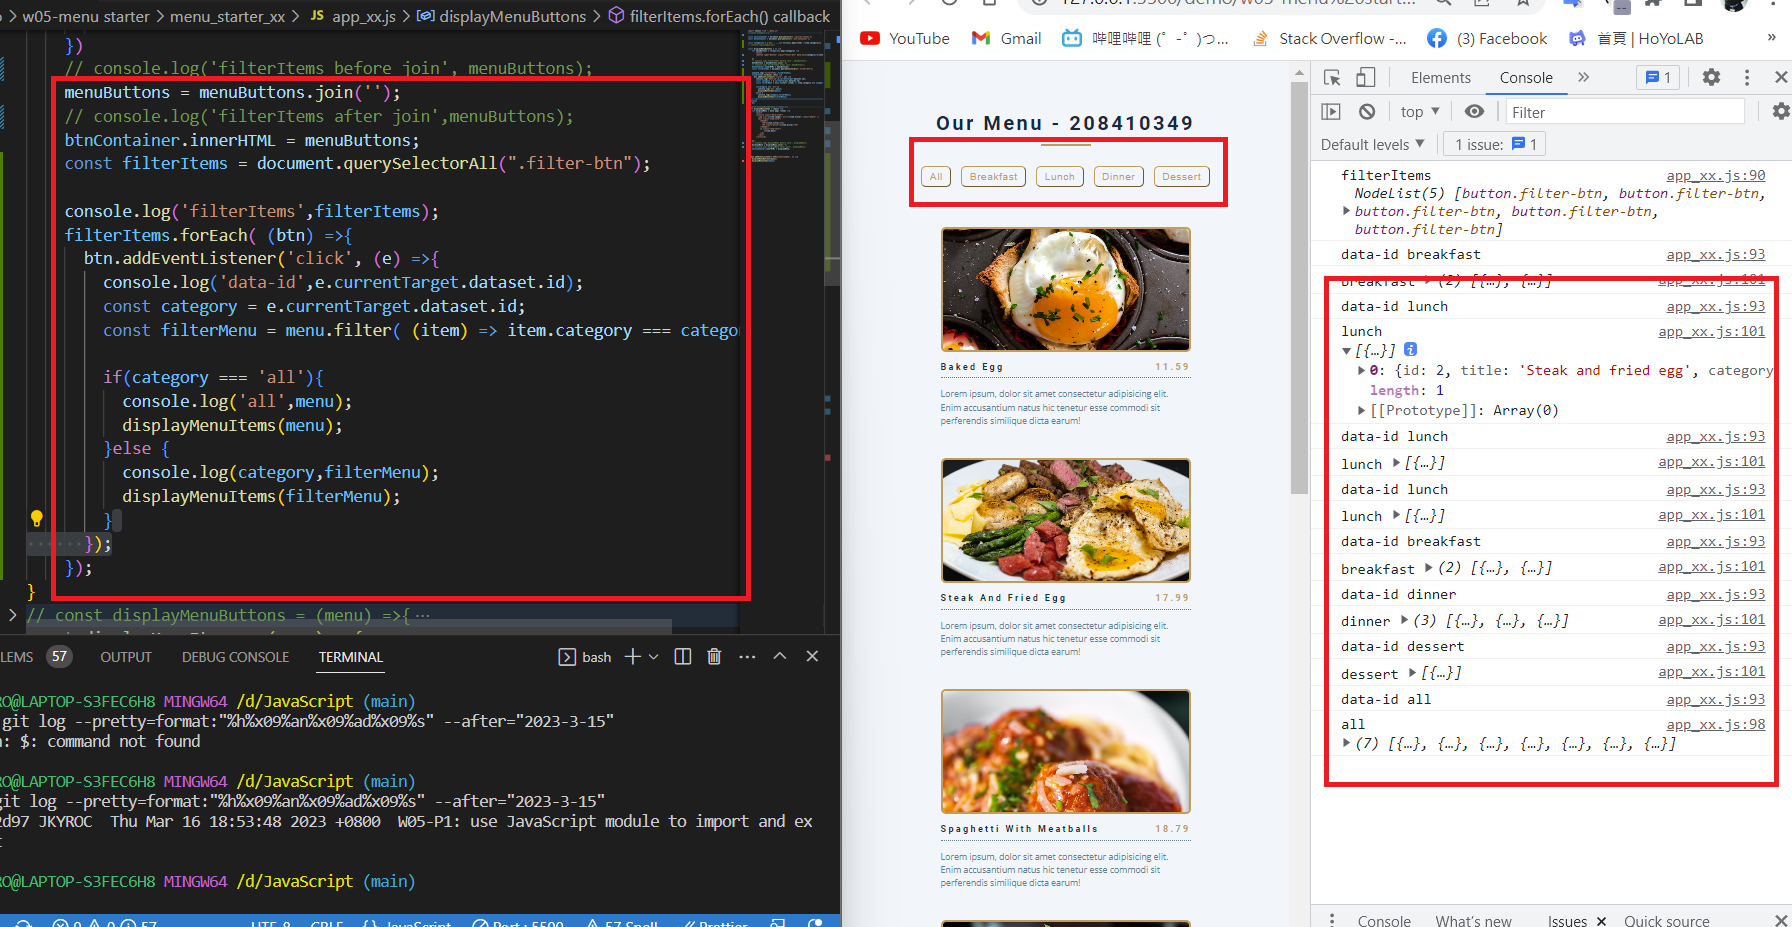 w05-menu starter > menu_starter_xx > JS app_xx.js > displayMenuButtons > filterItems.forEach() callback
})
// console.log('filterItems before join', menuButtons);
menuButtons = menuButtons.join('');
// console.log('filterItems after join',menuButtons);
btnContainer.innerHTML = menuButtons;
const filterItems = document.querySelectorAll(".filter-btn");
console.log('filterItems',filterItems);
filterItems.forEach( (btn) =>{
btn.addEventListener('click', (e) =>{
console.log('data-id',e.currentTarget.dataset.id);
const category = e.currentTarget.dataset.id;
const filterMenu = menu.filter( (item) => item.category === catego
if(category === 'all'){
console.log('all',menu);
displayMenuItems(menu);
}else {
console.log(category,filterMenu);
displayMenuItems(filterMenu);
}
});
});
}
// const displayMenuButtons = (menu) =>{ ···
LEMS 57 OUTPUT DEBUG CONSOLE TERMINAL bash
RO@LAPTOP-S3FEC6H8 MINGW64 /d/JavaScript (main)
git log --pretty=format:"%h%x09%an%x09%ad%x09%s" --after="2023-3-15"
: $: command not found
RO@LAPTOP-S3FEC6H8 MINGW64 /d/JavaScript (main)
git log --pretty=format:"%h%x09%an%x09%ad%x09%s" --after="2023-3-15"
2d97 JKYROC Thu Mar 16 18:53:48 2023 +0800 W05-P1: use JavaScript module to import and ex
t
RO@LAPTOP-S3FEC6H8 MINGW64 /d/JavaScript (main)
YouTube Gmail 哔哩哔哩 (゜-゜)つ... Stack Overflow -... (3) Facebook 首頁 | HoYoLAB »
Our Menu - 208410349
All Breakfast Lunch Dinner Dessert
Baked Egg 11.59
Lorem ipsum, dolor sit amet consectetur adipisicing elit.
Enim accusantium natus hic tenetur esse commodi sit
perferendis similique dicta earum!
Steak And Fried Egg 17.99
Lorem ipsum, dolor sit amet consectetur adipisicing elit.
Enim accusantium natus hic tenetur esse commodi sit
perferendis similique dicta earum!
Spaghetti With Meatballs 18.79
Lorem ipsum, dolor sit amet consectetur adipisicing elit.
Enim accusantium natus hic tenetur esse commodi sit
perferendis similique dicta earum!
Elements Console » 1
top Filter
Default levels 1 issue: 1
filterItems app_xx.js:90
NodeList(5) [button.filter-btn, button.filter-btn,
button.filter-btn, button.filter-btn,
button.filter-btn]
data-id breakfast app_xx.js:93
breakfast (2) [{…}, {…}] app_xx.js:101
data-id lunch app_xx.js:93
lunch app_xx.js:101
[{…}]
0: {id: 2, title: 'Steak and fried egg', category
length: 1
[[Prototype]]: Array(0)
data-id lunch app_xx.js:93
lunch [{…}] app_xx.js:101
data-id lunch app_xx.js:93
lunch [{…}] app_xx.js:101
data-id breakfast app_xx.js:93
breakfast (2) [{…}, {…}] app_xx.js:101
data-id dinner app_xx.js:93
dinner (3) [{…}, {…}, {…}] app_xx.js:101
data-id dessert app_xx.js:93
dessert [{…}] app_xx.js:101
data-id all app_xx.js:93
all app_xx.js:98
(7) [{…}, {…}, {…}, {…}, {…}, {…}, {…}]
Console What's new Issues Quick source